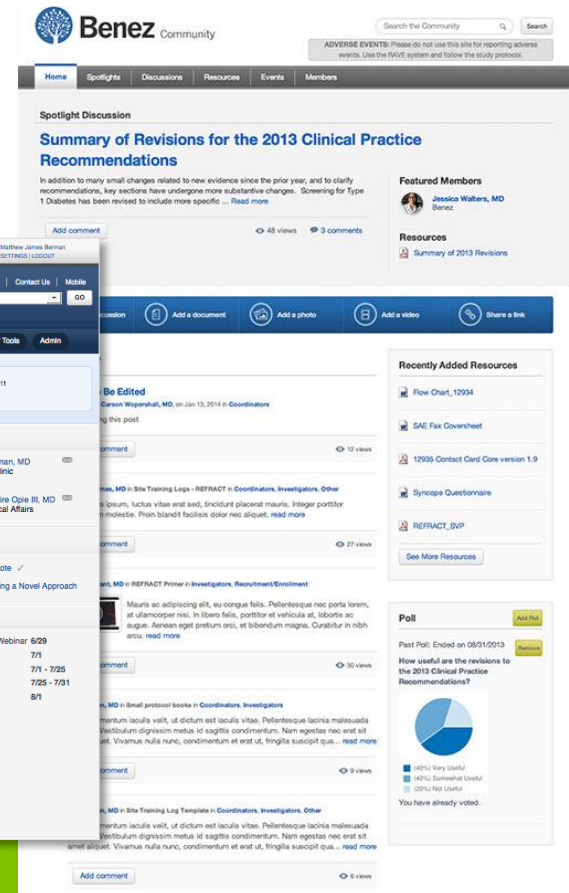 Benez Community
Search the Community
Search
ADVERSE EVENTS: Please do not use this site for reporting adverse
events. Use the RAVE system and follow the study protocol.
Home Spotlights Discussions Resources Events Members
Spotlight Discussion
Summary of Revisions for the 2013 Clinical Practice
Recommendations
In addition to many small changes related to new evidence since the prior year, and to clarify
recommendations, key sections have undergone more substantive changes. Screening for Type
1 Diabetes has been revised to include more specific ... Read more
Add comment
48 views
3 comments
Featured Members
Jessica Walters, MD
Benez
Resources
Summary of 2013 Revisions
Matthew James Berman
SETTINGS | LOGOUT
Contact Us | Mobile
GO
Tools Admin
man, MD
linic
ire Opie III, MD
cal Affairs
ote
ing a Novel Approach
Webinar 6/29
7/1
7/1 - 7/25
7/25 - 7/31
8/1
Add a document
Add a photo
Add a video
Share a link
Be Edited
Carson Wopershall, MD, on Jan 13, 2014 in Coordinators
this post
omment
12 views
MD in Site Training Logs - REFRACT in Coordinators, Investigators, Other
ipsum, luctus vitae erat sed, tincidunt placerat mauris. Integer porttitor
molestie. Proin blandit facilisis dolor nec aliquet. read more
omment
27 views
MD in REFRACT Primer in Investigators, Recruitment/Enrollment
Mauris ac adipiscing elit, eu congue felis. Pellentesque nec porta lorem,
at ullamcorper nisi. In libero felis, porttitor et vehicula at, lobortis ac
augue. Aenean eget pretium orci, et bibendum magna. Curabitur in nibh
arcu. read more
omment
30 views
MD in Small protocol books in Coordinators, Investigators
mentum iaculis velit, ut dictum est iaculis vitae. Pellentesque lacinia malesuada
Vestibulum dignissim metus id sagittis condimentum. Nam egestas nec erat sit
uet. Vivamus nulla nunc, condimentum et erat ut, fringilla suscipit qua... read more
omment
9 views
MD in Site Training Log Template in Coordinators, Investigators, Other
mentum iaculis velit, ut dictum est iaculis vitae. Pellentesque lacinia malesuada
Vestibulum dignissim metus id sagittis condimentum. Nam egestas nec erat sit
amet aliquet. Vivamus nulla nunc, condimentum et erat ut, fringilla suscipit qua... read more
Add comment
6 views
Recently Added Resources
Flow Chart_12934
SAE Fax Coversheet
12935 Contact Card Core version 1.9
Syncope Questionnaire
REFRACT_SVP
See More Resources
Poll
Add Poll
Past Poll: Ended on 08/31/2013
Remove
How useful are the revisions to
the 2013 Clinical Practice
Recommendations?
(40%) Very Useful
(40%) Somewhat Useful
(20%) Not Useful
You have already voted.